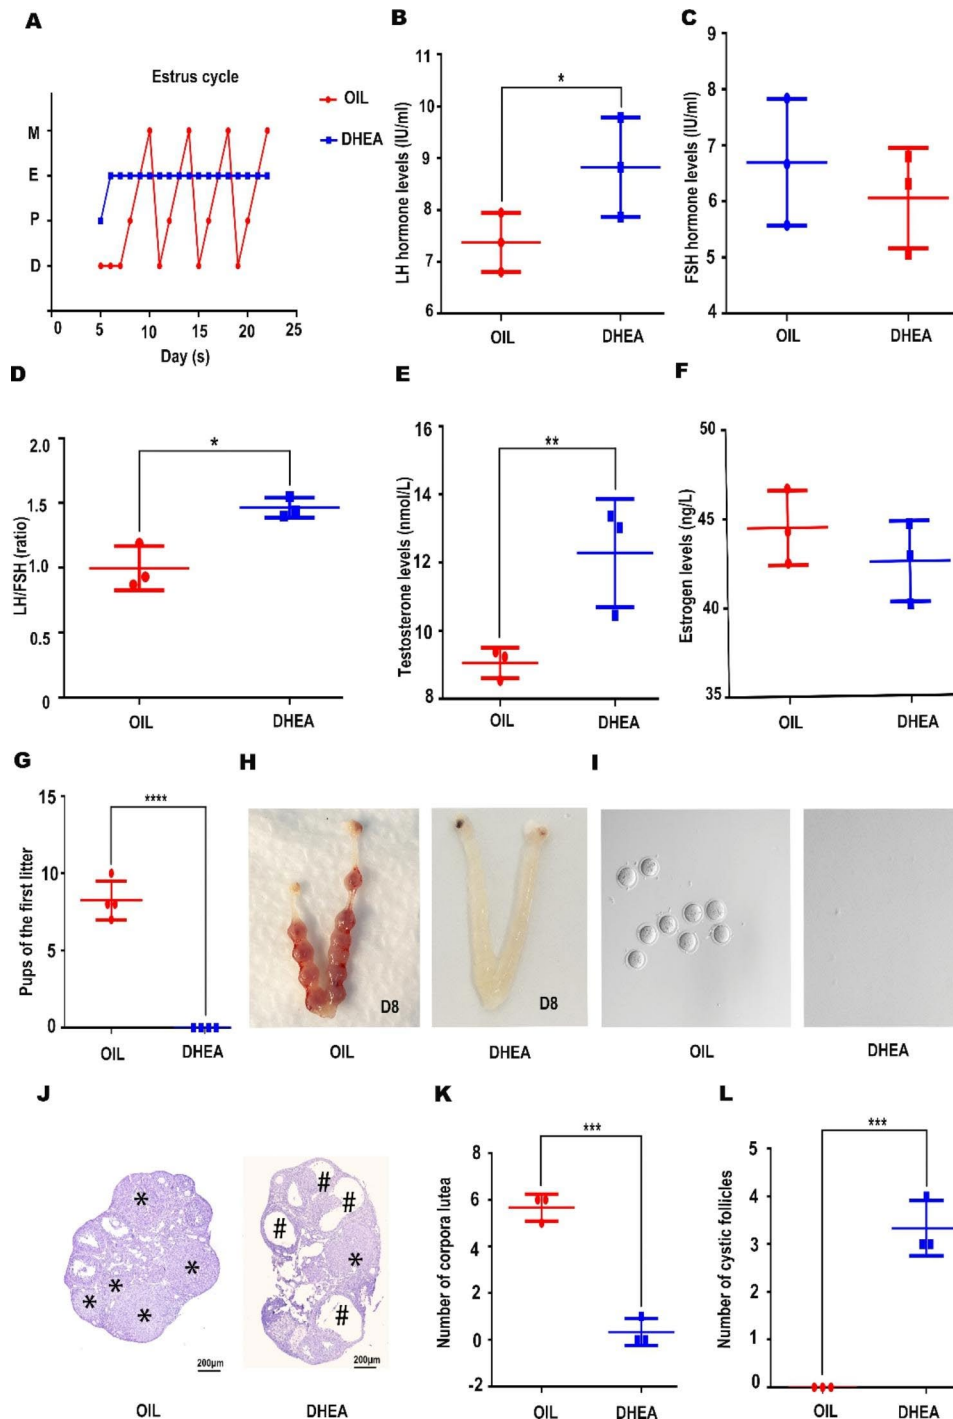 A
Estrus cycle
OIL
DHEA
M
E
P
D
0 5 10 15 20 25
Day (s)
B
LH hormone levels (IU/ml)
11
10
9
8
7
6
*
OIL DHEA
C
FSH hormone levels (IU/ml)
9
8
7
6
5
4
OIL DHEA
D
LH/FSH (ratio)
2.0
1.5
1.0
0.5
0
*
OIL DHEA
E
Testosterone levels (nmol/L)
16
14
12
10
8
**
OIL DHEA
F
Estrogen levels (ng/L)
50
45
40
35
OIL DHEA
G
Pups of the first litter
15
10
5
0
****
OIL DHEA
H
D8 D8
OIL DHEA
I
OIL DHEA
J
* * * * *
# # # * #
200μm 200μm
OIL DHEA
K
Number of corpora lutea
8
6
4
2
0
-2
***
OIL DHEA
L
Number of cystic follicles
5
4
3
2
1
0
***
OIL DHEA